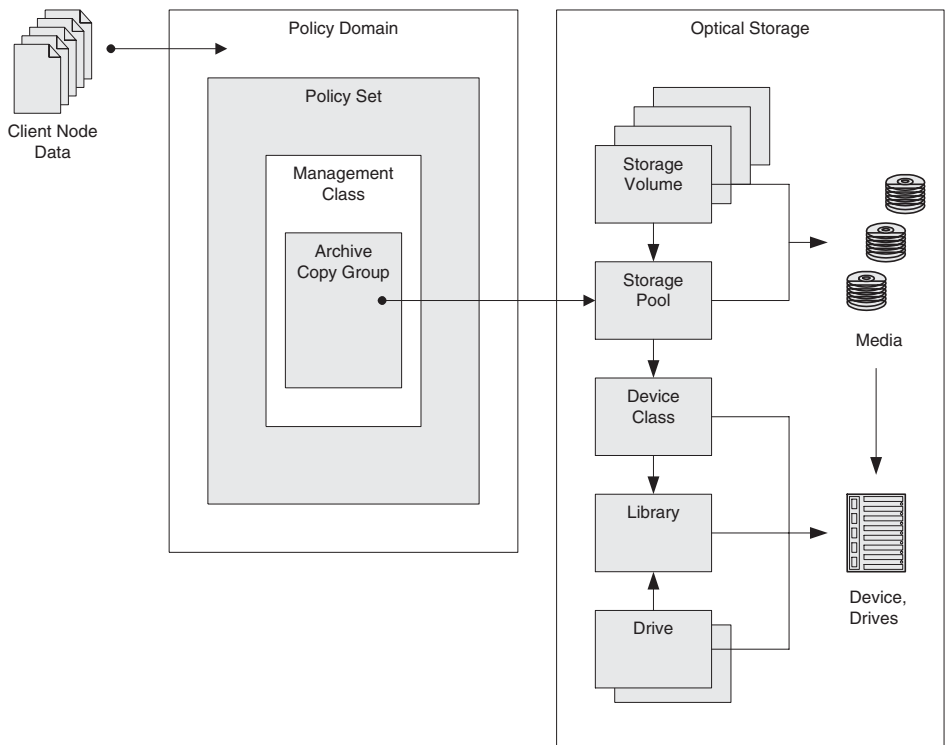 Client Node
Data
Policy Domain
Policy Set
Management
Class
Archive
Copy Group
Optical Storage
Storage
Volume
Storage
Pool
Device
Class
Library
Drive
Media
Device,
Drives